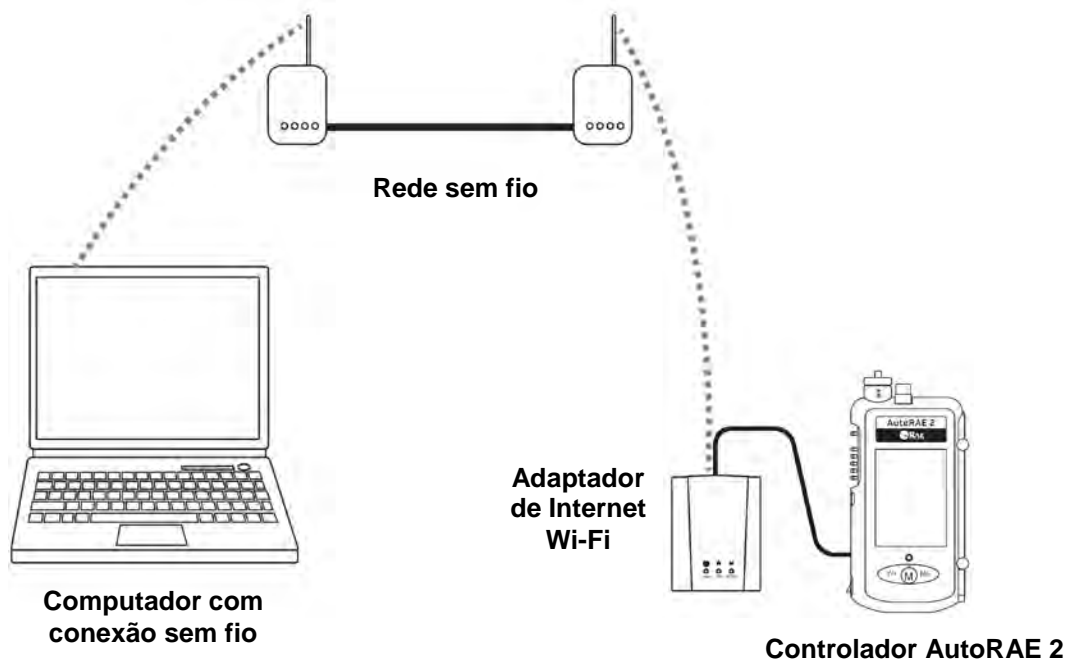 Rede sem fio
AutoRAE 2
RAE
Adaptador
de Internet
Wi-Fi
M
Computador com
conexão sem fio
Controlador AutoRAE 2